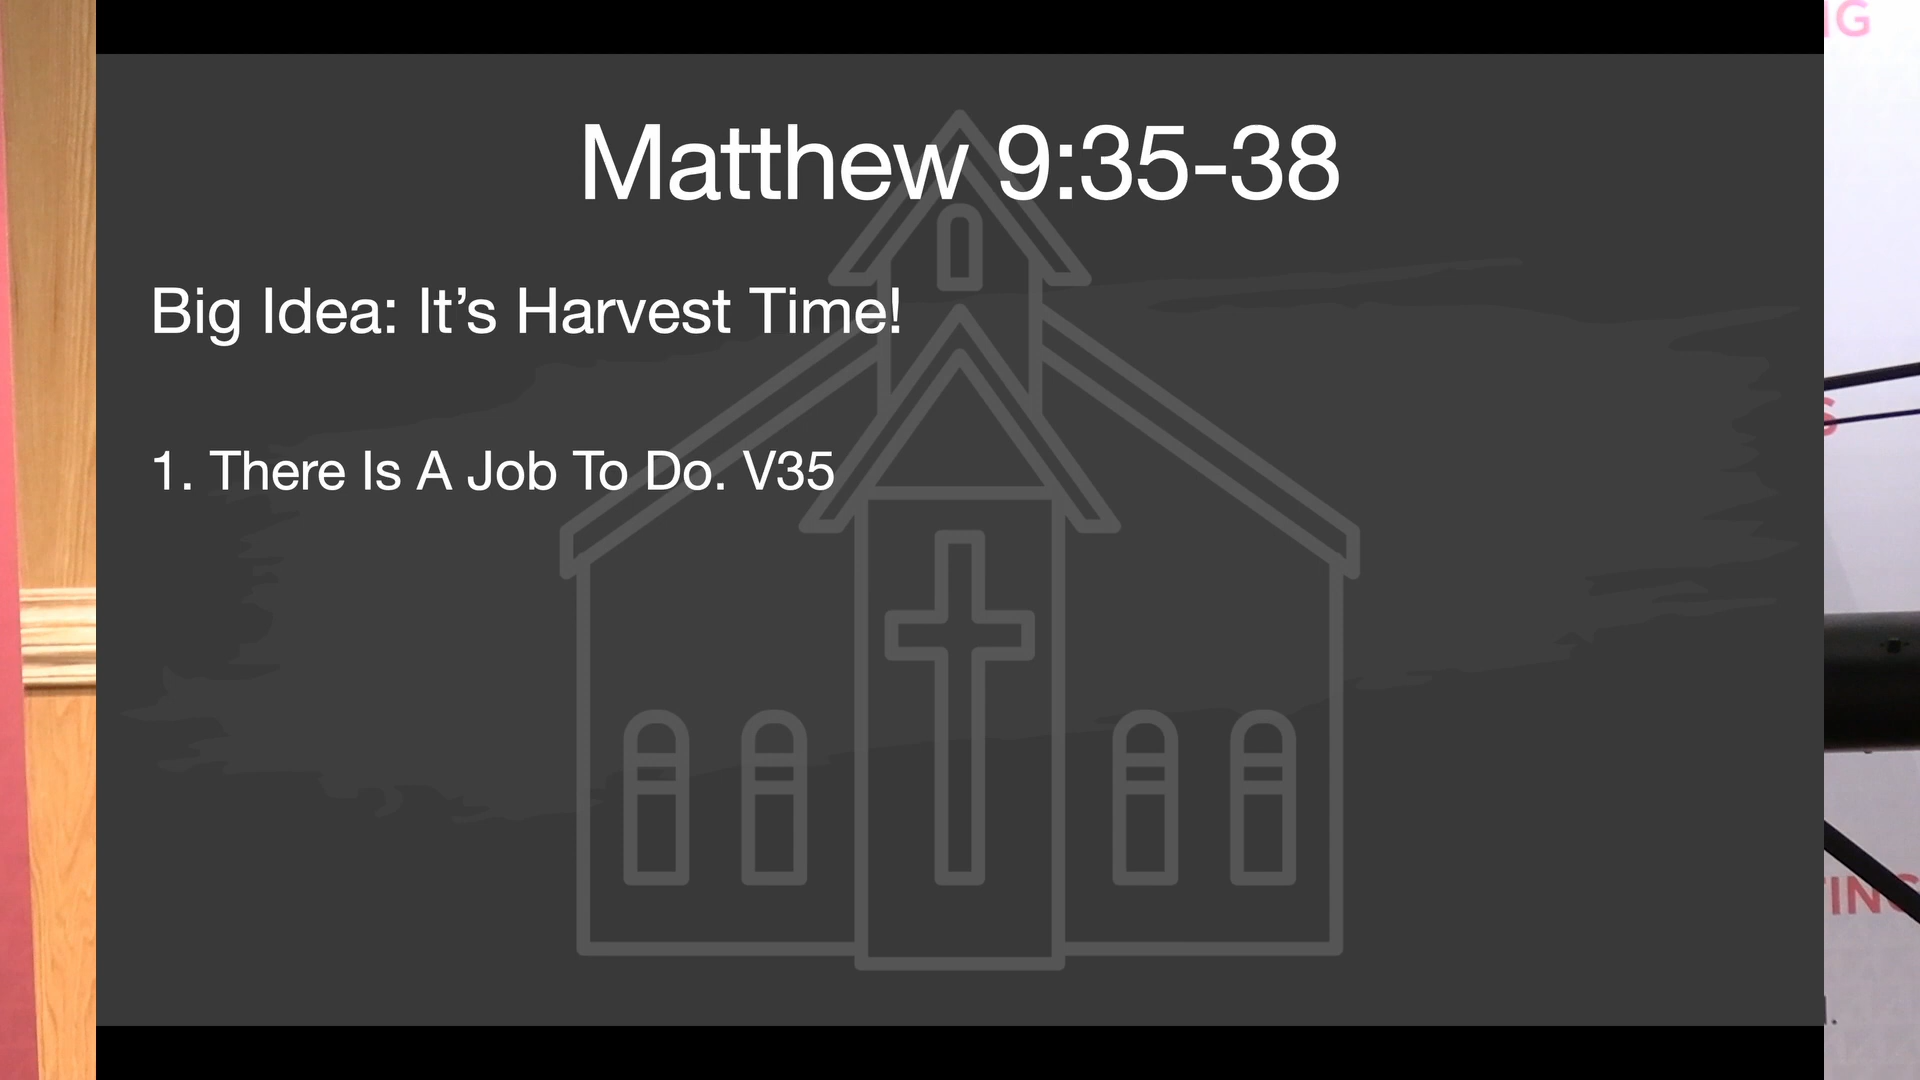 Matthew 9:35-38
Big Idea: It’s Harvest Time!
1. There Is A Job To Do. V35